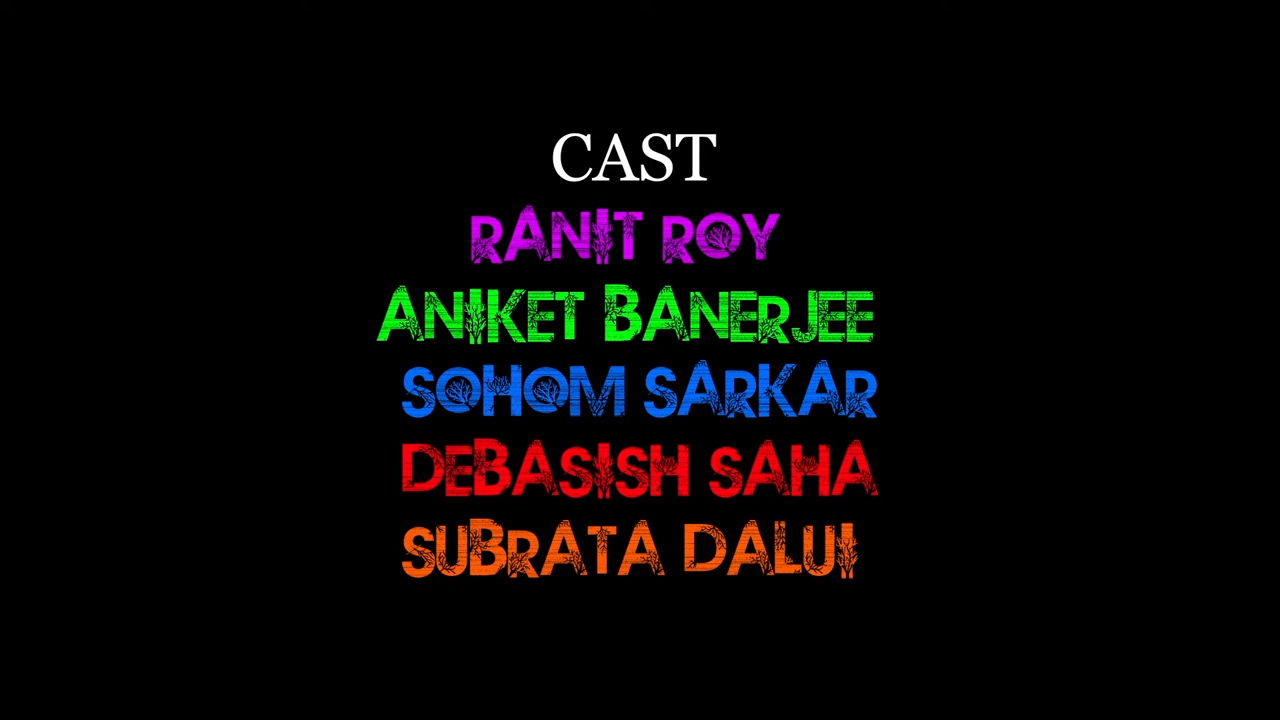 CAST
RANIT ROY
ANIKET BANERJEE
SOHOM SARKAR
DEBASISH SAHA
SUBRATA DALUI